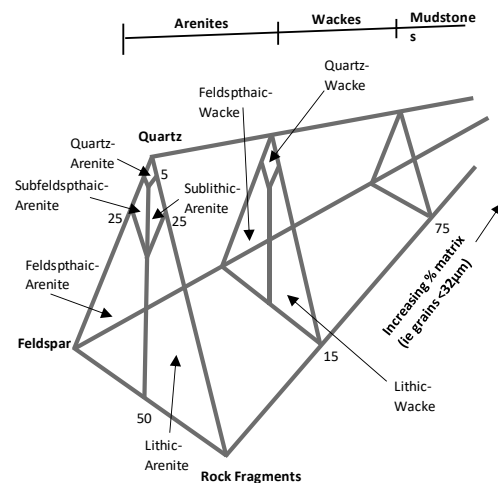 Arenites
Wackes
Mudstone
s
Quartz-
Wacke
Feldspthaic-
Wacke
Quartz
Quartz-
Arenite
5
Subfeldspthaic-
Arenite
Sublithic-
Arenite
25
25
75
Feldspthaic-
Arenite
Increasing % matrix
(ie grains <32µm)
Feldspar
15
Lithic-
Wacke
50
Lithic-
Arenite
Rock Fragments